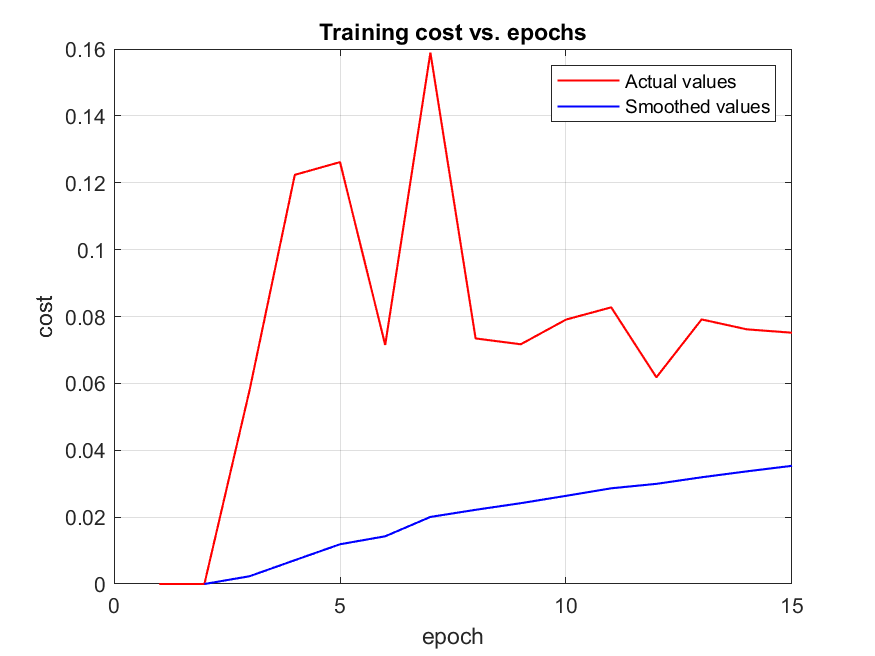 Training cost vs. epochs
0.16
0.14
0.12
0.1
0.08
0.06
0.04
0.02
0
cost
Actual values
Smoothed values
0 5 10 15
epoch